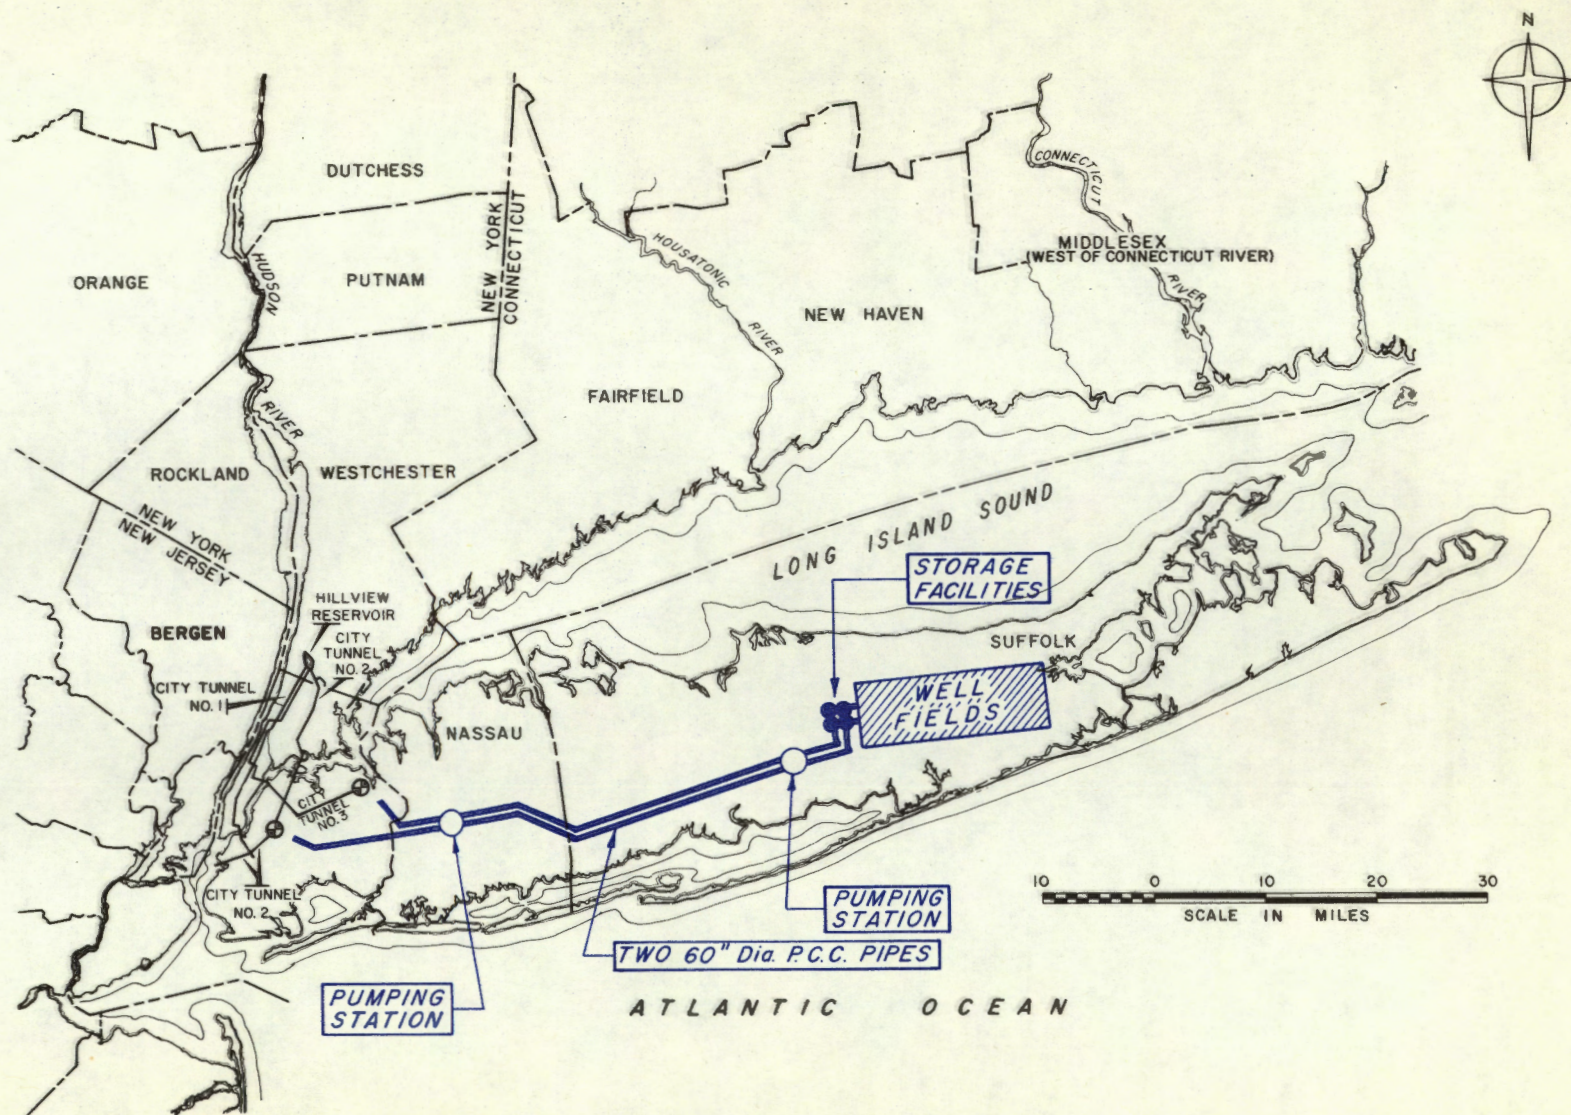 N
DUTCHESS
ORANGE
HUDSON
PUTNAM
NEW YORK
CONNECTICUT
HOUSATONIC
RIVER
CONNECTICUT
RIVER
MIDDLESEX
(WEST OF CONNECTICUT RIVER)
NEW HAVEN
FAIRFIELD
RIVER
ROCKLAND
WESTCHESTER
NEW YORK
NEW JERSEY
LONG ISLAND SOUND
STORAGE
FACILITIES
HILLVIEW
RESERVOIR
BERGEN
CITY
TUNNEL
NO. 2
SUFFOLK
CITY TUNNEL
NO. 1
NASSAU
WELL
FIELDS
CITY
TUNNEL
NO. 3
CITY TUNNEL
NO. 2
PUMPING
STATION
10 0 10 20 30
SCALE IN MILES
TWO 60" Dia. P.C.C. PIPES
PUMPING
STATION
ATLANTIC OCEAN